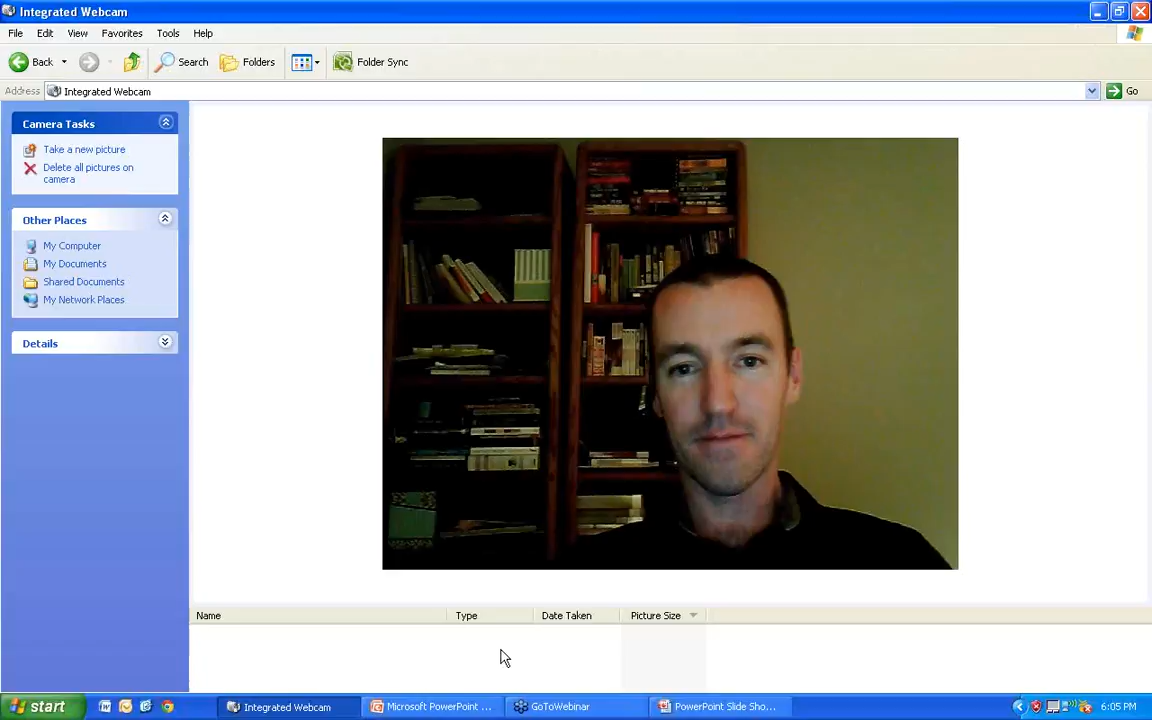 Integrated Webcam
File Edit View Favorites Tools Help
Back Search Folders Folder Sync
Address Integrated Webcam Go
Camera Tasks
Take a new picture
Delete all pictures on
camera
Other Places
My Computer
My Documents
Shared Documents
My Network Places
Details
Name Type Date Taken Picture Size
start Integrated Webcam Microsoft PowerPoint ... GoToWebinar PowerPoint Slide Sho... 6:05 PM